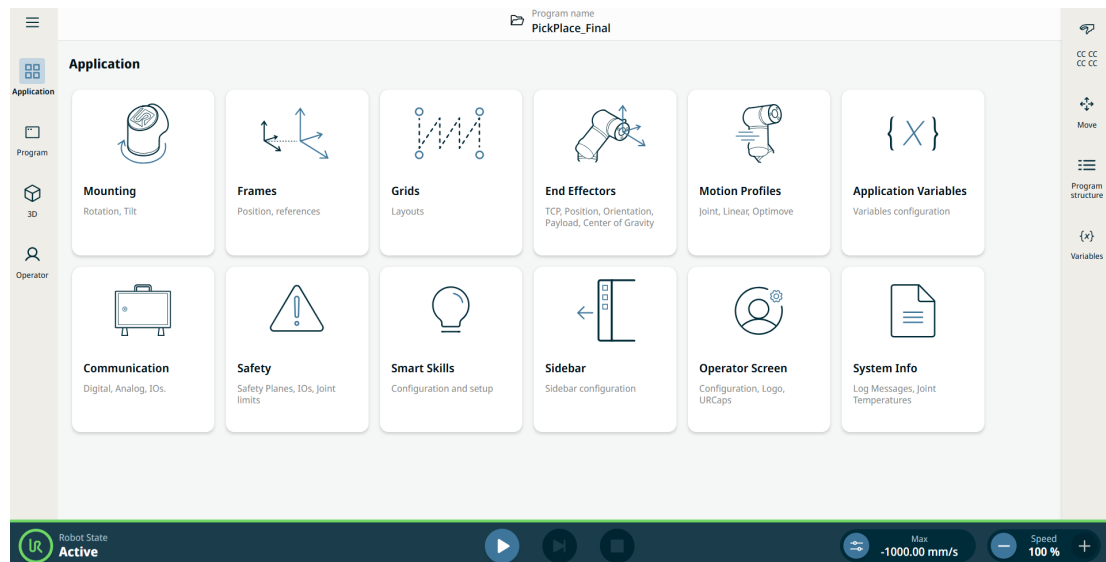 Program name
PickPlace_Final
Application
Application
Program
3D
Operator
Mounting
Rotation, Tilt
Frames
Position, references
Grids
Layouts
End Effectors
TCP, Position, Orientation,
Payload, Center of Gravity
Motion Profiles
Joint, Linear, Optimove
{X}
Application Variables
Variables configuration
Communication
Digital, Analog, IOs.
Safety
Safety Planes, IOs, Joint
limits
Smart Skills
Configuration and setup
Sidebar
Sidebar configuration
Operator Screen
Configuration, Logo,
URCaps
System Info
Log Messages, Joint
Temperatures
CC CC
CC CC
Move
Program
structure
{x}
Variables
UR
Robot State
Active
Max
-1000.00 mm/s
Speed
100 %